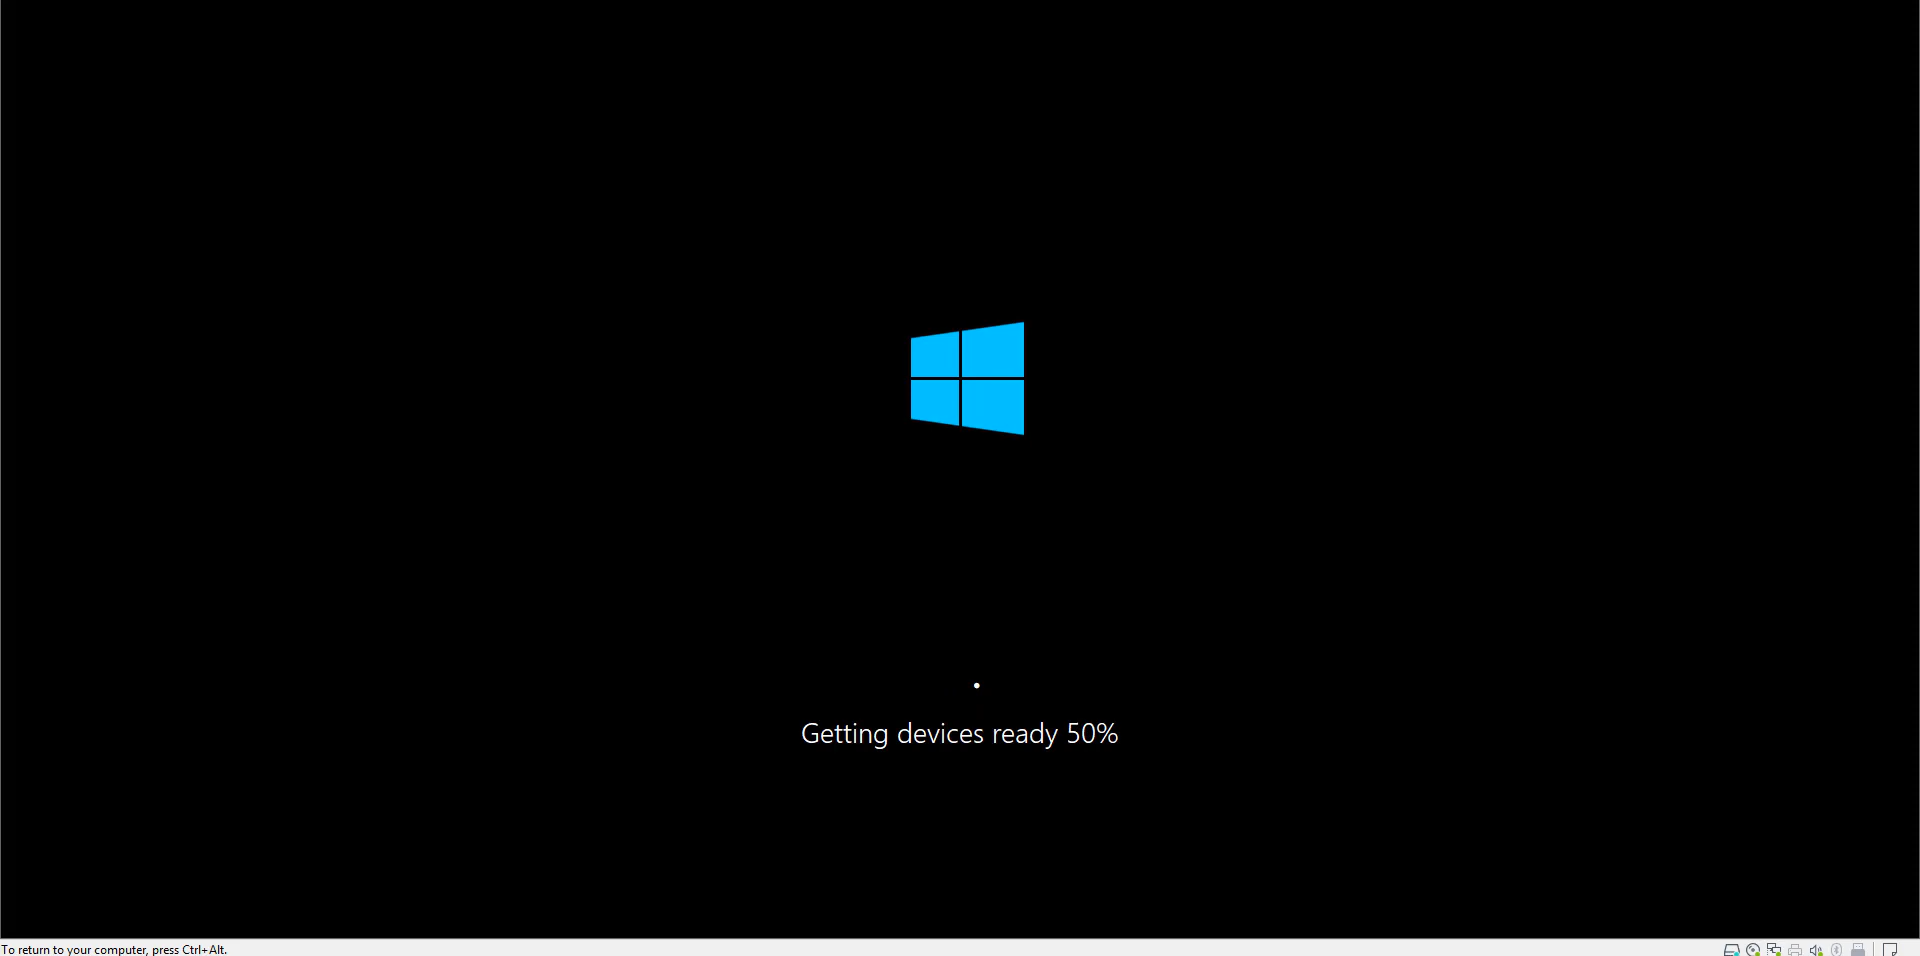 Getting devices ready 50%
To return to your computer, press Ctrl+Alt.